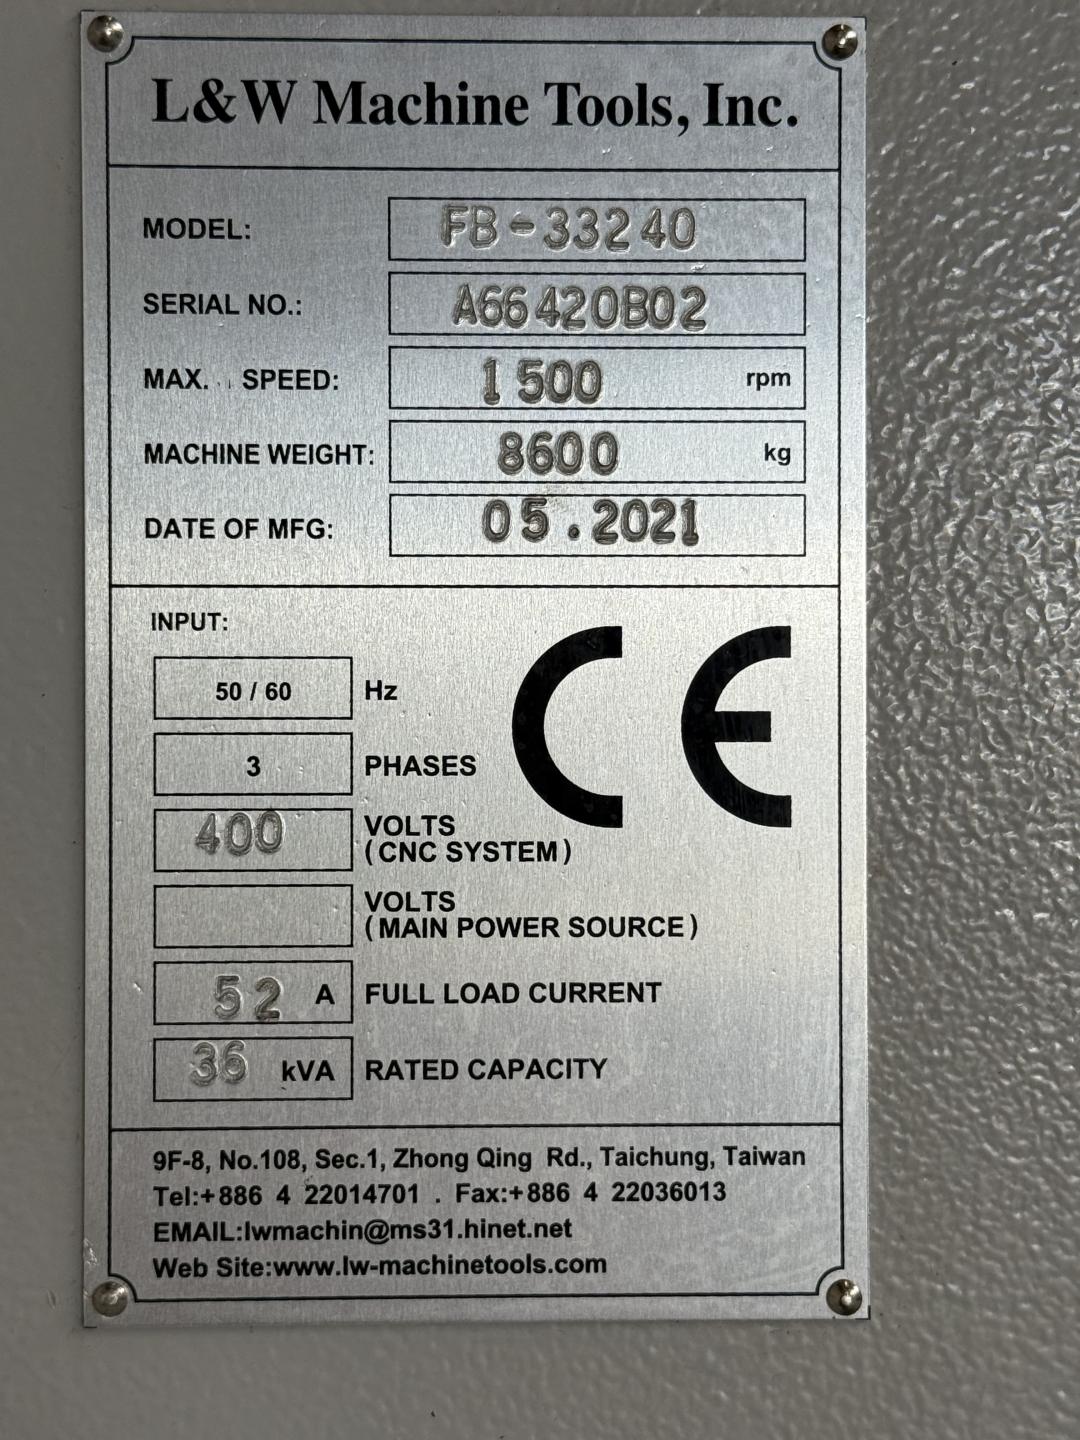 L&W Machine Tools, Inc.
MODEL: FB-33240
SERIAL NO.: A66420B02
MAX. SPEED: 1500 rpm
MACHINE WEIGHT: 8600 kg
DATE OF MFG: 05.2021
INPUT:
CE
50 / 60 Hz
3 PHASES
400 VOLTS
(CNC SYSTEM)
VOLTS
(MAIN POWER SOURCE)
52 A FULL LOAD CURRENT
36 kVA RATED CAPACITY
9F-8, No.108, Sec.1, Zhong Qing Rd., Taichung, Taiwan
Tel:+886 4 22014701 . Fax:+886 4 22036013
EMAIL:lwmachin@ms31.hinet.net
Web Site:www.lw-machinetools.com